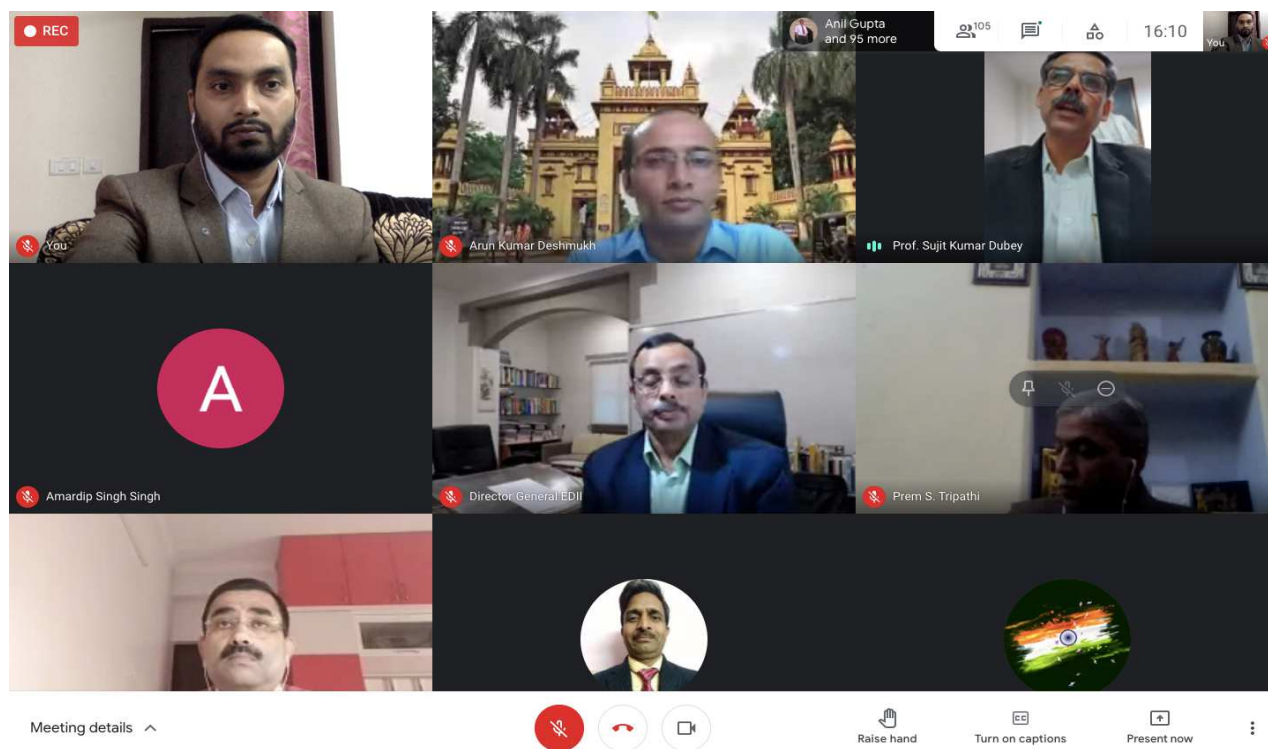 REC
Anil Gupta
and 95 more
105
16:10
You
You
Arun Kumar Deshmukh
Prof. Sujit Kumar Dubey
A
Amardip Singh Singh
Director General EDII
Prem S. Tripathi
Meeting details
Raise hand
CC
Turn on captions
Present now